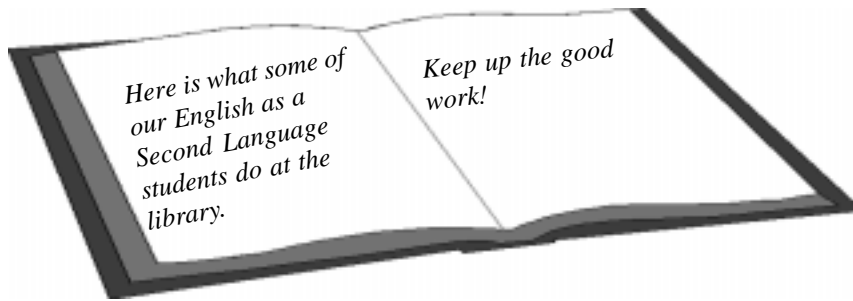 Here is what some of
our English as a
Second Language
students do at the
library.
Keep up the good
work!